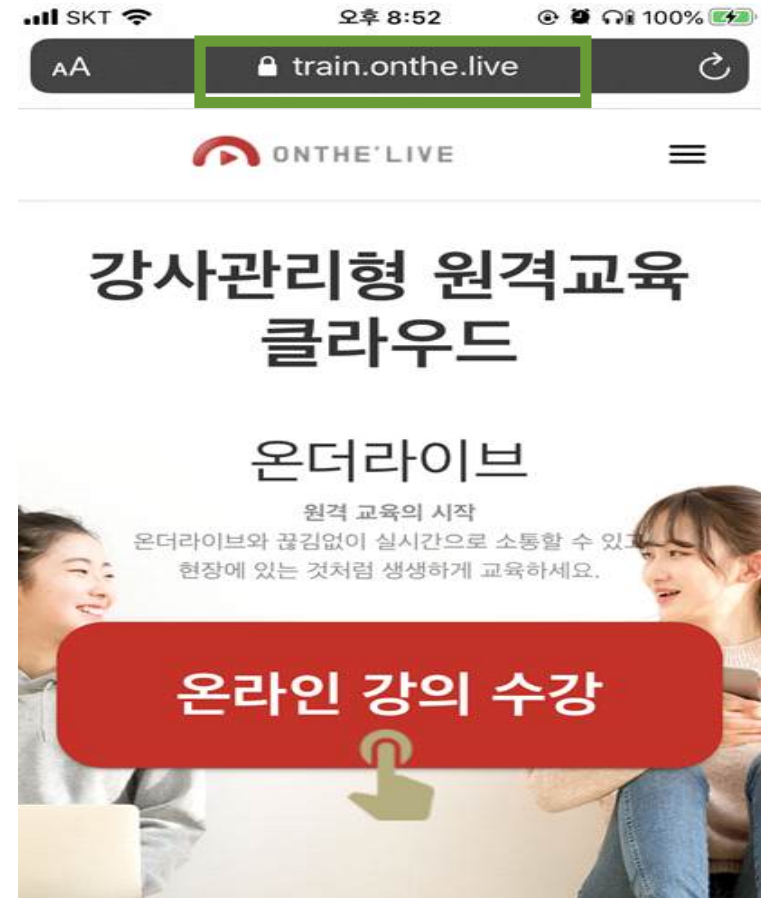 SKT 오후 8:52 100%
AA train.onthe.live
ONTHE'LIVE
강사관리형 원격교육
클라우드
온더라이브
원격 교육의 시작
온더라이브와 끊김없이 실시간으로 소통할 수 있고
현장에 있는 것처럼 생생하게 교육하세요.
온라인 강의 수강